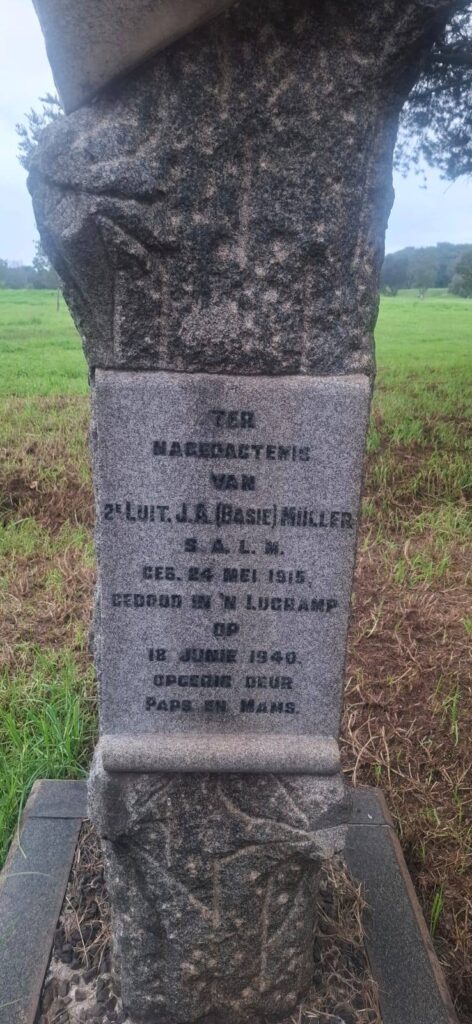 TER
NAGEDAGTENIS
VAN
2E LUIT. J.A. (BASIE) MÜLLER
S.A.L.M.
GEB. 24 MEI 1915.
GEDOOD IN 'N LUGRAMP
OP
18 JUNIE 1940.
OPGERIG DEUR
PAPS EN MAMS.